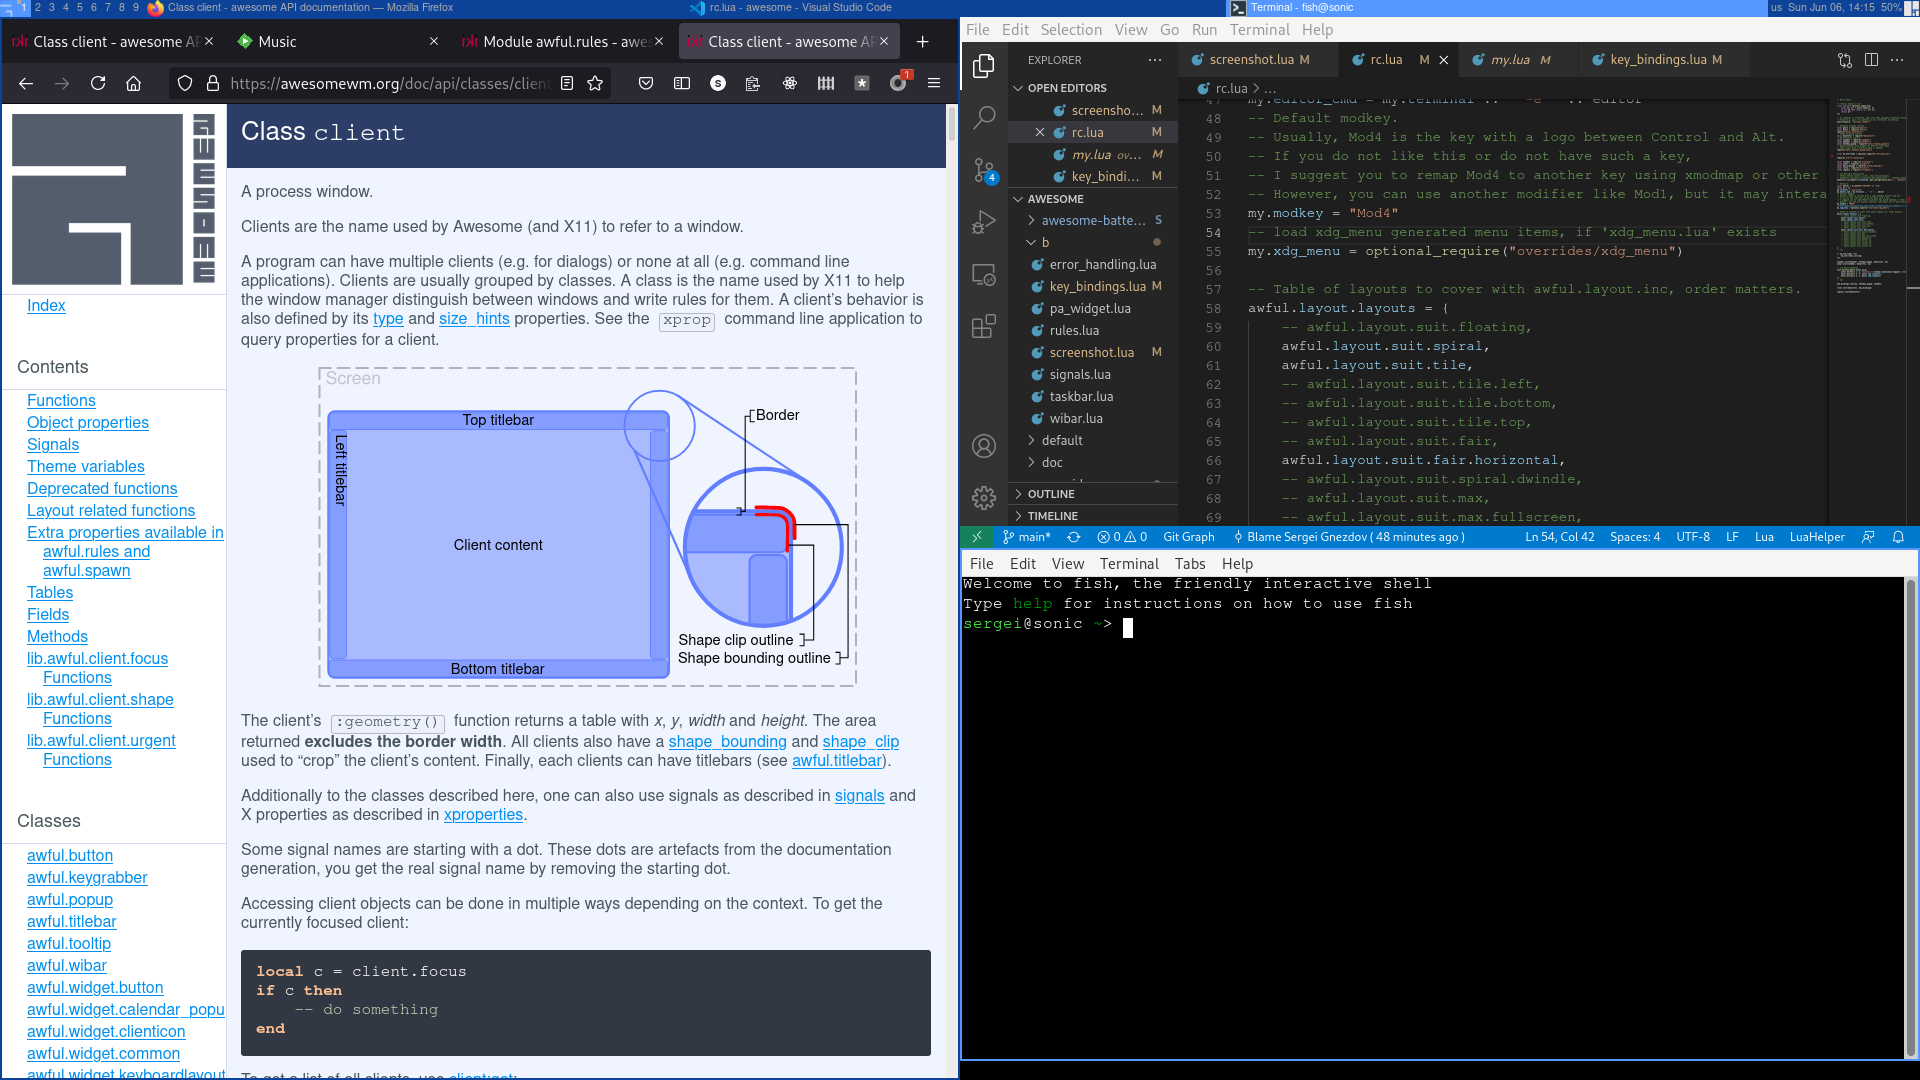 1 2 3 4 5 6 7 8 9 Class client - awesome API documentation — Mozilla Firefox
rc.lua - awesome - Visual Studio Code
Terminal - fish@sonic
us Sun Jun 06, 14:15 50%
Class client - awesome AP
Music
Module awful.rules - awes
Class client - awesome AP
https://awesomewm.org/doc/api/classes/client
1
AWESOME
Index
Contents
Functions
Object properties
Signals
Theme variables
Deprecated functions
Layout related functions
Extra properties available in
awful.rules and
awful.spawn
Tables
Fields
Methods
lib.awful.client.focus
Functions
lib.awful.client.shape
Functions
lib.awful.client.urgent
Functions
Classes
awful.button
awful.keygrabber
awful.popup
awful.titlebar
awful.tooltip
awful.wibar
awful.widget.button
awful.widget.calendar_popu
awful.widget.clienticon
awful.widget.common
awful.widget.keyboardlayout
Class client
A process window.
Clients are the name used by Awesome (and X11) to refer to a window.
A program can have multiple clients (e.g. for dialogs) or none at all (e.g. command line
applications). Clients are usually grouped by classes. A class is the name used by X11 to help
the window manager distinguish between windows and write rules for them. A client's behavior is
also defined by its type and size_hints properties. See the xprop command line application to
query properties for a client.
Screen
Top titlebar
Left titlebar
Client content
Bottom titlebar
Border
Shape clip outline
Shape bounding outline
The client's :geometry() function returns a table with x, y, width and height. The area
returned excludes the border width. All clients also have a shape_bounding and shape_clip
used to “crop” the client's content. Finally, each clients can have titlebars (see awful.titlebar).
Additionally to the classes described here, one can also use signals as described in signals and
X properties as described in xproperties.
Some signal names are starting with a dot. These dots are artefacts from the documentation
generation, you get the real signal name by removing the starting dot.
Accessing client objects can be done in multiple ways depending on the context. To get the
currently focused client:
local c = client.focus
if c then
-- do something
end
To get a list of all clients, use client:get:
File Edit Selection View Go Run Terminal Help
EXPLORER ···
OPEN EDITORS
screensho... M
rc.lua M
my.lua ov... M
key_bindi... M
AWESOME
awesome-batte... S
b
error_handling.lua
key_bindings.lua M
pa_widget.lua
rules.lua
screenshot.lua M
signals.lua
taskbar.lua
wibar.lua
default
doc
OUTLINE
TIMELINE
4
screenshot.lua M
rc.lua M
my.lua M
key_bindings.lua M
rc.lua > ...
47 my.editor_cmd = my.terminal .. " -e " .. editor
48 -- Default modkey.
49 -- Usually, Mod4 is the key with a logo between Control and Alt.
50 -- If you do not like this or do not have such a key,
51 -- I suggest you to remap Mod4 to another key using xmodmap or other
52 -- However, you can use another modifier like Mod1, but it may intera
53 my.modkey = "Mod4"
54 -- load xdg_menu generated menu items, if 'xdg_menu.lua' exists
55 my.xdg_menu = optional_require("overrides/xdg_menu")
56
57 -- Table of layouts to cover with awful.layout.inc, order matters.
58 awful.layout.layouts = {
59 -- awful.layout.suit.floating,
60 awful.layout.suit.spiral,
61 awful.layout.suit.tile,
62 -- awful.layout.suit.tile.left,
63 -- awful.layout.suit.tile.bottom,
64 -- awful.layout.suit.tile.top,
65 -- awful.layout.suit.fair,
66 awful.layout.suit.fair.horizontal,
67 -- awful.layout.suit.spiral.dwindle,
68 -- awful.layout.suit.max,
69 -- awful.layout.suit.max.fullscreen,
main* 0 0 Git Graph Blame Sergei Gnezdov ( 48 minutes ago ) Ln 54, Col 42 Spaces: 4 UTF-8 LF Lua LuaHelper
File Edit View Terminal Tabs Help
Welcome to fish, the friendly interactive shell
Type help for instructions on how to use fish
sergei@sonic ~>